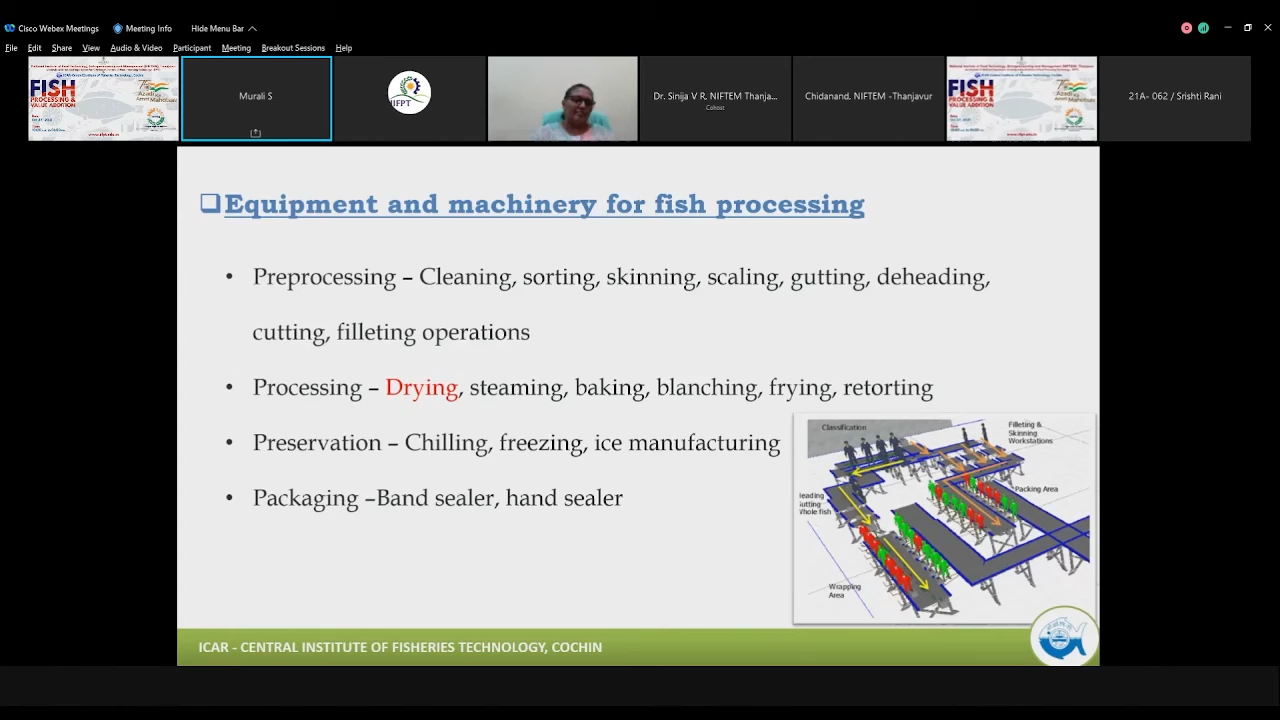 Cisco Webex Meetings
Meeting Info
Hide Menu Bar
File Edit Share View Audio & Video Participant Meeting Breakout Sessions Help
FISH
PROCESSING &
VALUE ADDITION
Murali S
IIFPT
Dr. Sinija V R. NIFTEM Thanja...
Cohost
Chidanand. NIFTEM -Thanjavur
FISH
PROCESSING &
VALUE ADDITION
21A- 062 / Srishti Rani
Equipment and machinery for fish processing
• Preprocessing – Cleaning, sorting, skinning, scaling, gutting, deheading,
cutting, filleting operations
• Processing – Drying, steaming, baking, blanching, frying, retorting
• Preservation – Chilling, freezing, ice manufacturing
• Packaging –Band sealer, hand sealer
Classification
Filleting &
Skinning
Workstations
Packing Area
Whole fish
Wrapping
Area
ICAR - CENTRAL INSTITUTE OF FISHERIES TECHNOLOGY, COCHIN